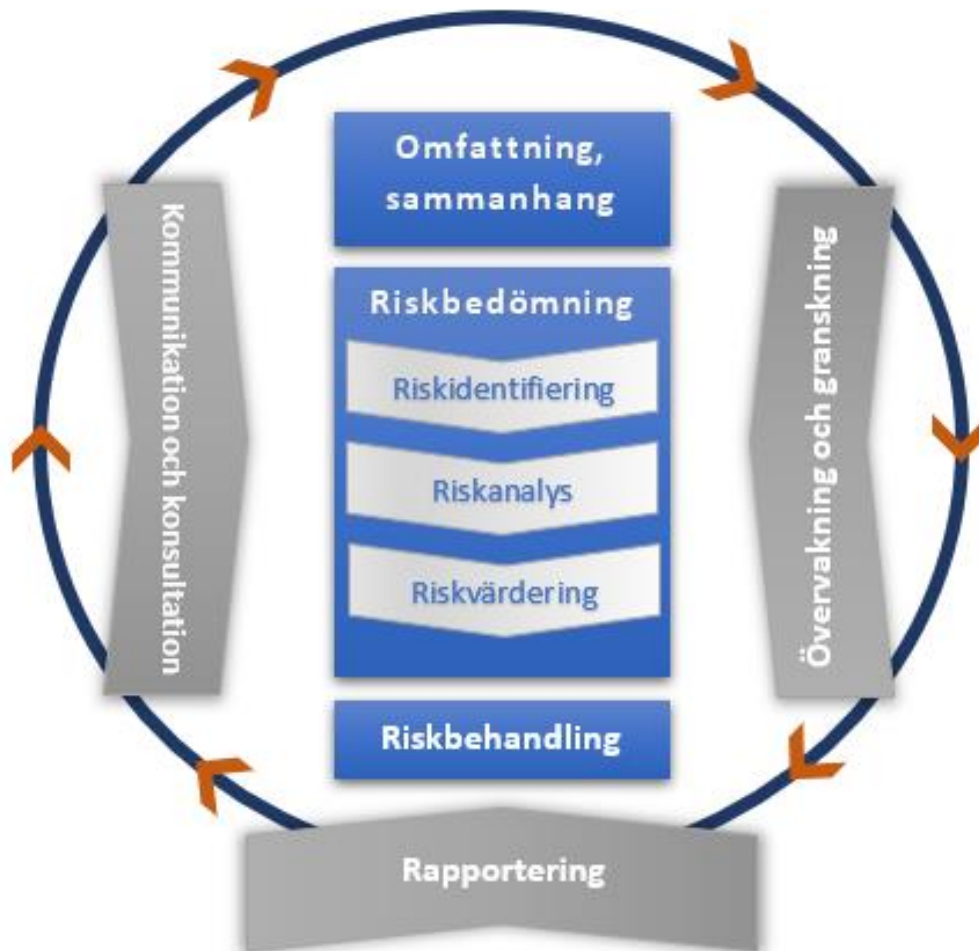 Omfattning,
sammanhang
Riskbedömning
Riskidentifiering
Riskanalys
Riskvärdering
Riskbehandling
Kommunikation och konsultation
Övervakning och granskning
Rapportering